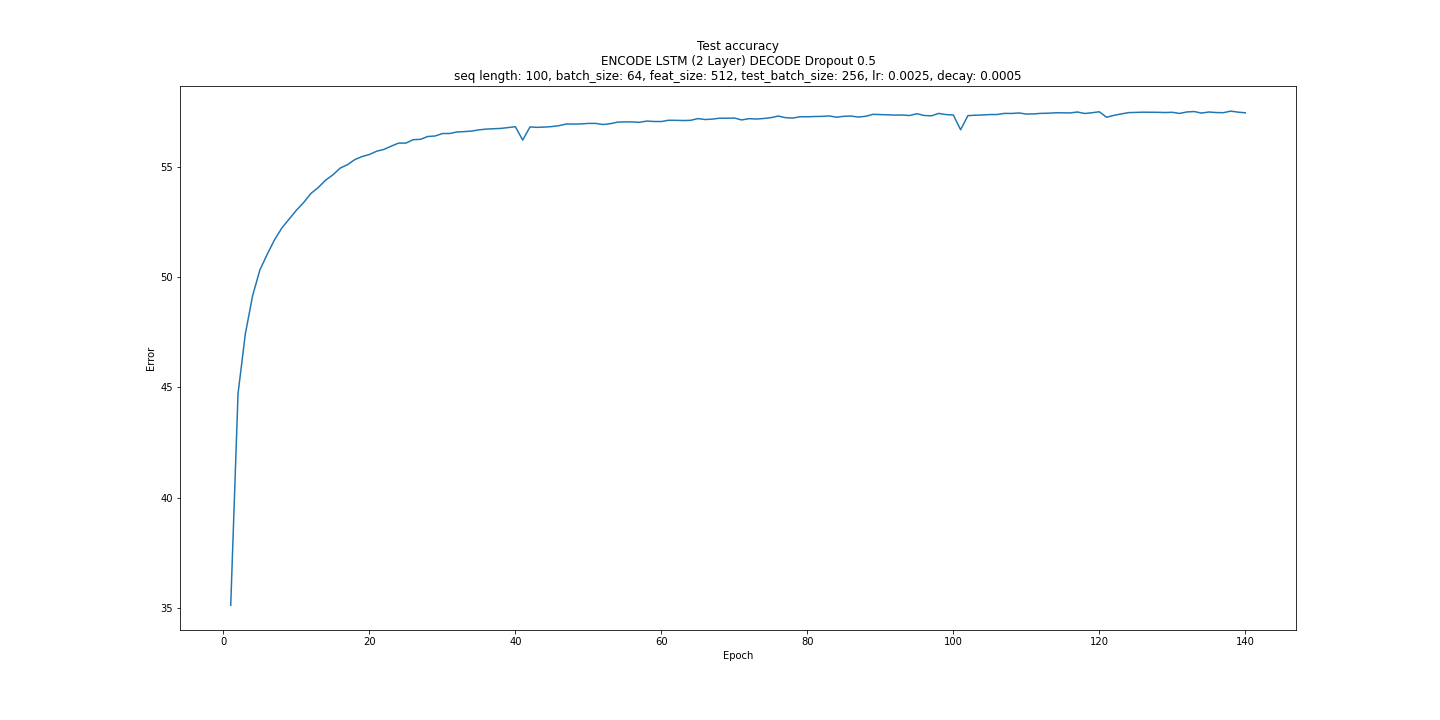 Test accuracy
ENCODE LSTM (2 Layer) DECODE Dropout 0.5
seq length: 100, batch_size: 64, feat_size: 512, test_batch_size: 256, lr: 0.0025, decay: 0.0005
55
50
45
40
35
Error
0 20 40 60 80 100 120 140
Epoch